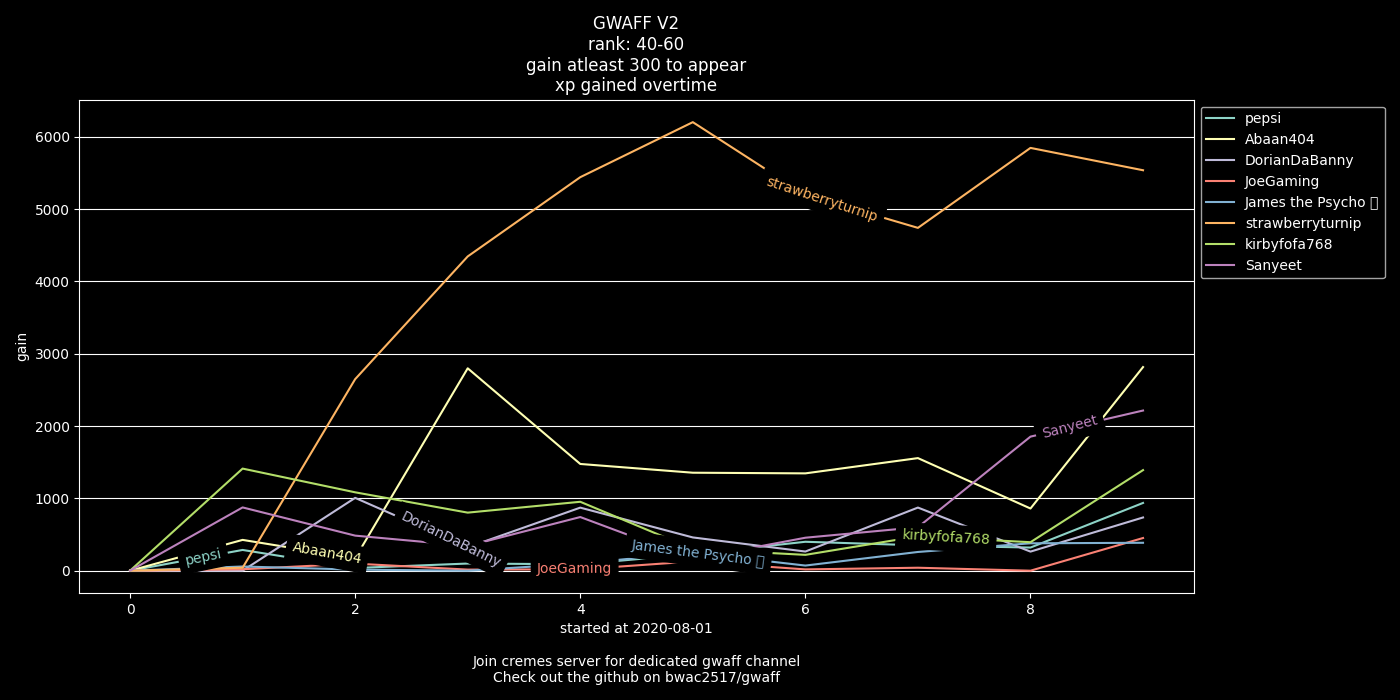 GWAFF V2
rank: 40-60
gain atleast 300 to appear
xp gained overtime
gain
6000
5000
4000
3000
2000
1000
0
strawberryturnip
Sanyeet
DorianDaBanny
pepsi
Abaan404
James the Psycho
kirbyfofa768
JoeGaming
0
2
4
6
8
started at 2020-08-01
Join cremes server for dedicated gwaff channel
Check out the github on bwac2517/gwaff
pepsi
Abaan404
DorianDaBanny
JoeGaming
James the Psycho
strawberryturnip
kirbyfofa768
Sanyeet